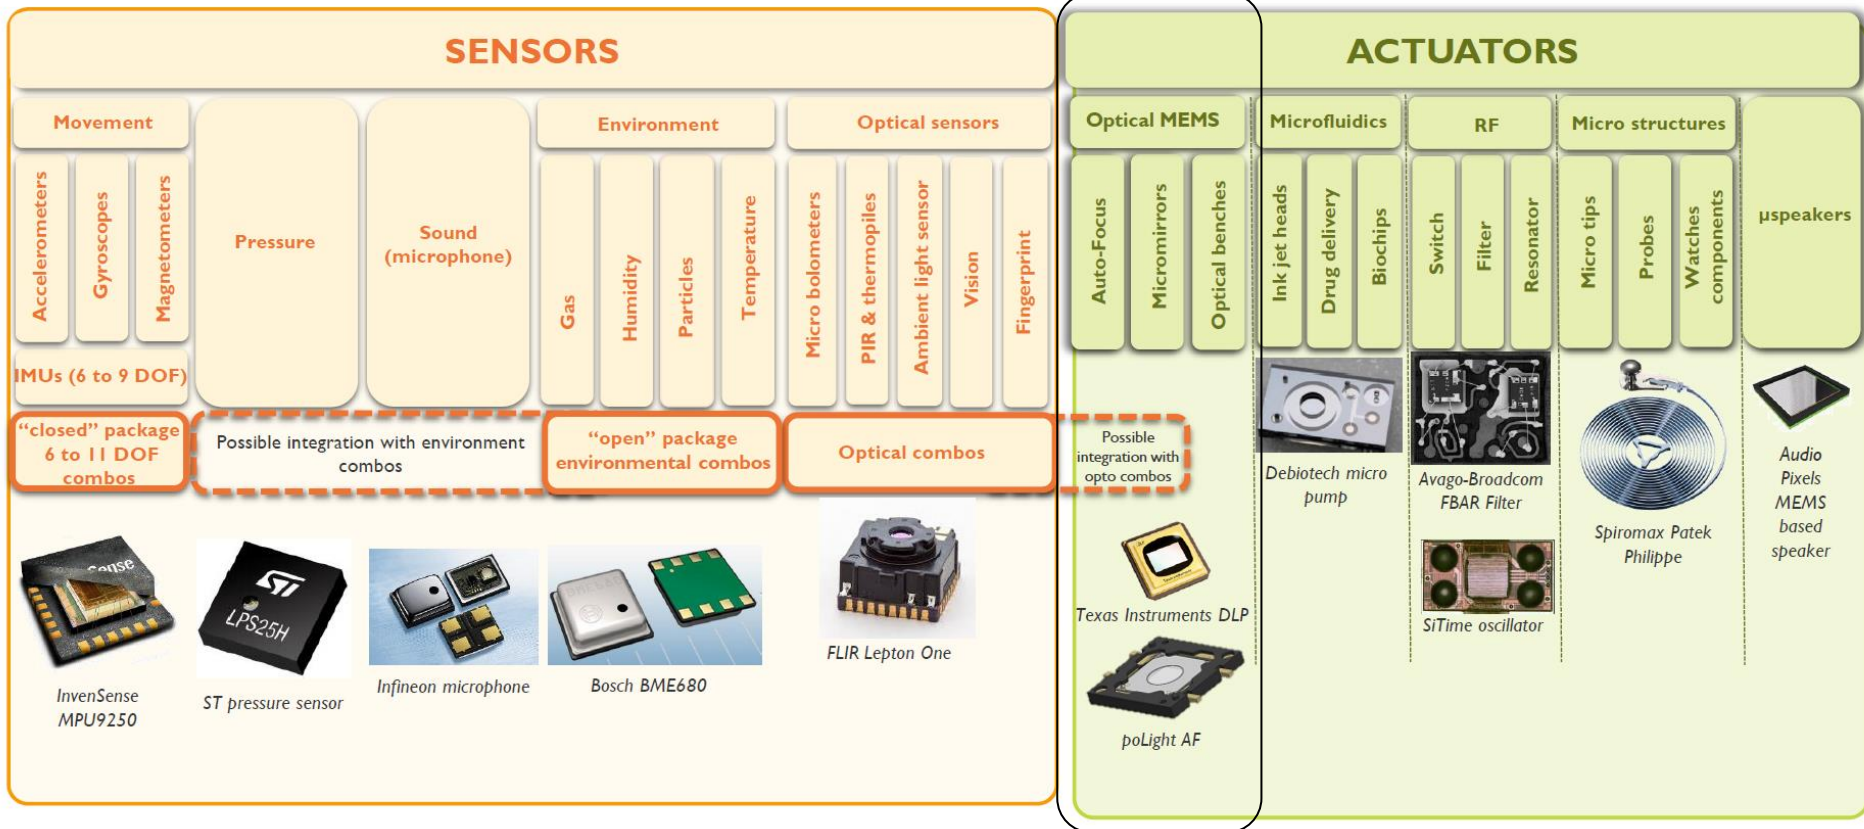 SENSORS
Movement
Accelerometers
Gyroscopes
Magnetometers
IMUs (6 to 9 DOF)
Pressure
Sound
(microphone)
Environment
Gas
Humidity
Particles
Temperature
Optical sensors
Micro bolometers
PIR & thermopiles
Ambient light sensor
Vision
Fingerprint
“closed” package
6 to 11 DOF
combos
Possible integration with environment
combos
“open” package
environmental combos
Optical combos
InvenSense
MPU9250
LPS25H
ST pressure sensor
Infineon microphone
Bosch BME680
FLIR Lepton One
ACTUATORS
Optical MEMS
Auto-Focus
Micromirrors
Optical benches
Microfluidics
Ink jet heads
Drug delivery
Biochips
RF
Switch
Filter
Resonator
Micro structures
Micro tips
Probes
Watches
components
µspeakers
Possible
integration with
opto combos
Texas Instruments DLP
poLight AF
Debiotech micro
pump
Avago-Broadcom
FBAR Filter
SiTime oscillator
Spiromax Patek
Philippe
Audio
Pixels
MEMS
based
speaker